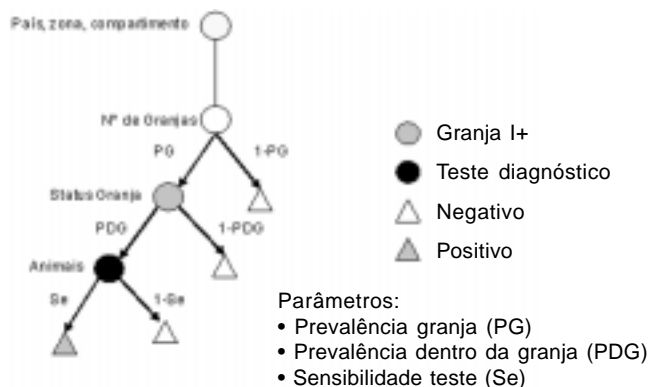 País, zona, compartimento
Nº de Granjas
PG
1-PG
Status Granja
PDG
1-PDG
Animais
Se
1-Se
Granja I+
Teste diagnóstico
Negativo
Positivo
Parâmetros:
• Prevalência granja (PG)
• Prevalência dentro da granja (PDG)
• Sensibilidade teste (Se)